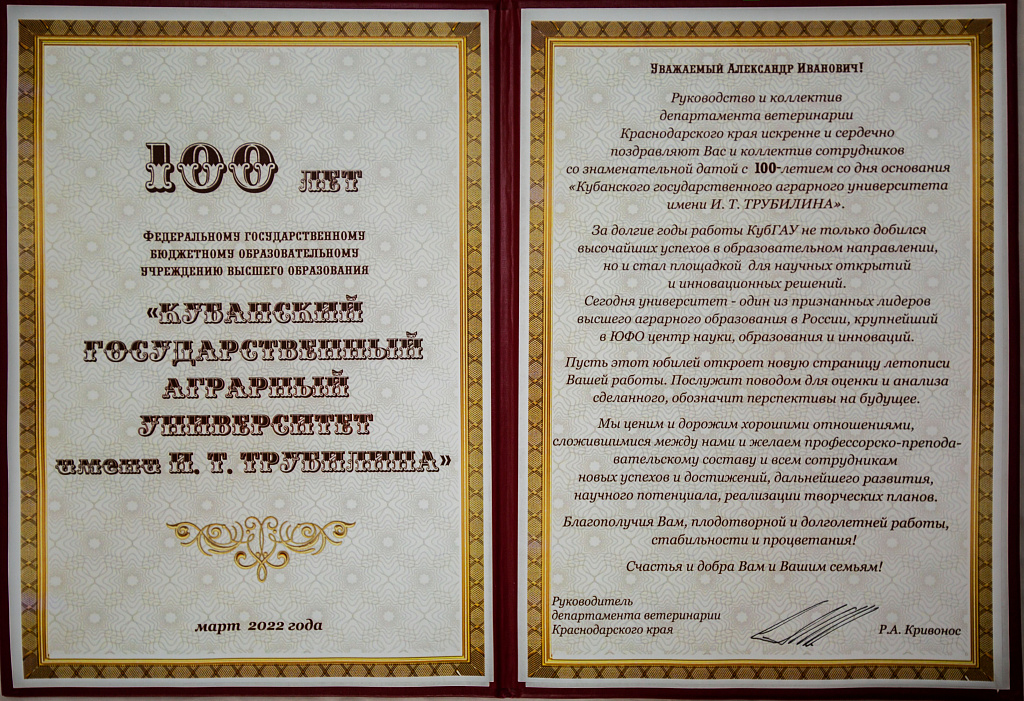 100 ЛЕТ
ФЕДЕРАЛЬНОМУ ГОСУДАРСТВЕННОМУ
БЮДЖЕТНОМУ ОБРАЗОВАТЕЛЬНОМУ
УЧРЕЖДЕНИЮ ВЫСШЕГО ОБРАЗОВАНИЯ
«КУБАНСКИЙ
ГОСУДАРСТВЕННЫЙ
АГРАРНЫЙ
УНИВЕРСИТЕТ
имени И. Т. ТРУБИЛИНА»
март 2022 года
УВАЖАЕМЫЙ АЛЕКСАНДР ИВАНОВИЧ!
Руководство и коллектив
департамента ветеринарии
Краснодарского края искренне и сердечно
поздравляют Вас и коллектив сотрудников
со знаменательной датой с 100-летием со дня основания
«Кубанского государственного аграрного университета
имени И. Т. ТРУБИЛИНА».
За долгие годы работы КубГАУ не только добился
высочайших успехов в образовательном направлении,
но и стал площадкой для научных открытий
и инновационных решений.
Сегодня университет - один из признанных лидеров
высшего аграрного образования в России, крупнейший
в ЮФО центр науки, образования и инноваций.
Пусть этот юбилей откроет новую страницу летописи
Вашей работы. Послужит поводом для оценки и анализа
сделанного, обозначит перспективы на будущее.
Мы ценим и дорожим хорошими отношениями,
сложившимися между нами и желаем профессорско-препода-
вательскому составу и всем сотрудникам
новых успехов и достижений, дальнейшего развития,
научного потенциала, реализации творческих планов.
Благополучия Вам, плодотворной и долголетней работы,
стабильности и процветания!
Счастья и добра Вам и Вашим семьям!
Руководитель
департамента ветеринарии
Краснодарского края Р.А. Кривонос